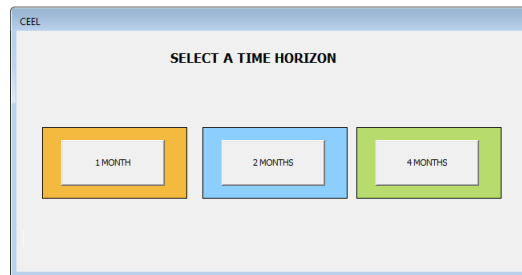 CEEL
SELECT A TIME HORIZON
1 MONTH
2 MONTHS
4 MONTHS